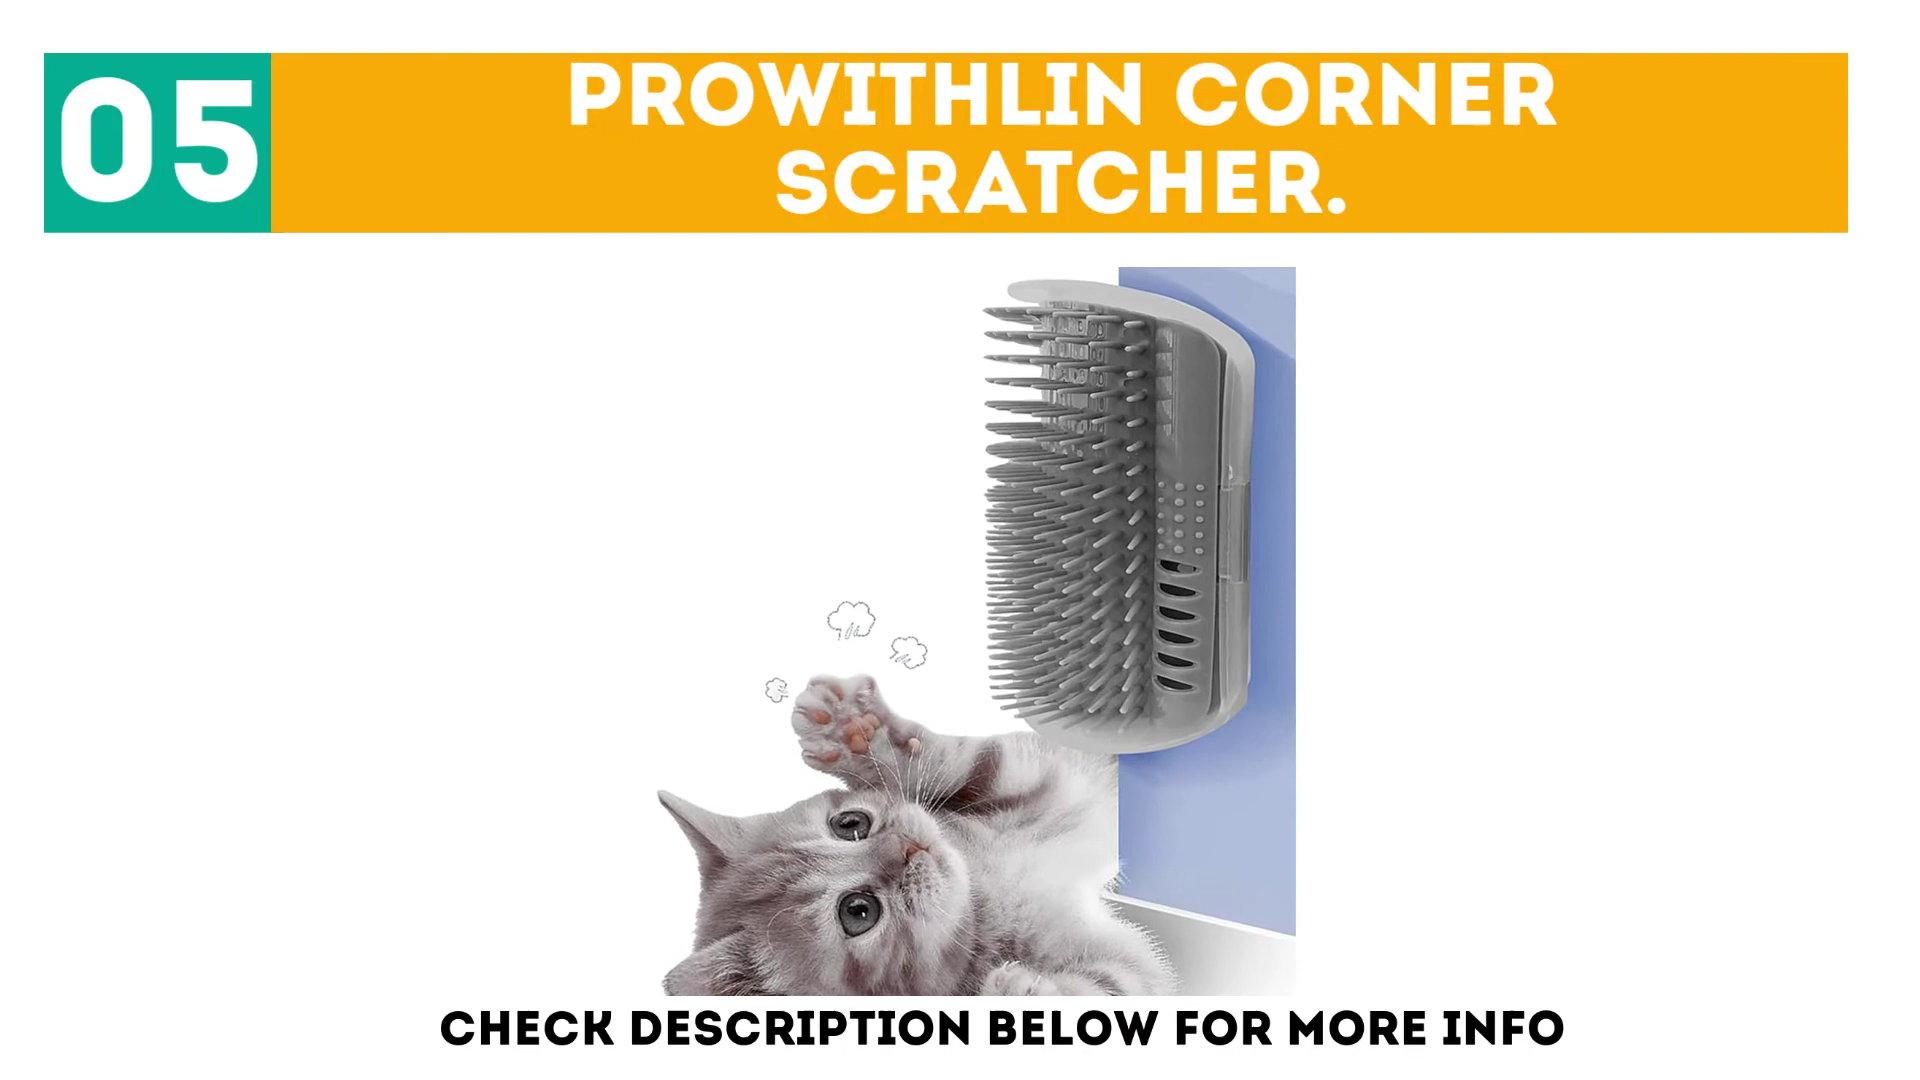 05
PROWITHLIN CORNER
SCRATCHER.
CHECK DESCRIPTION BELOW FOR MORE INFO